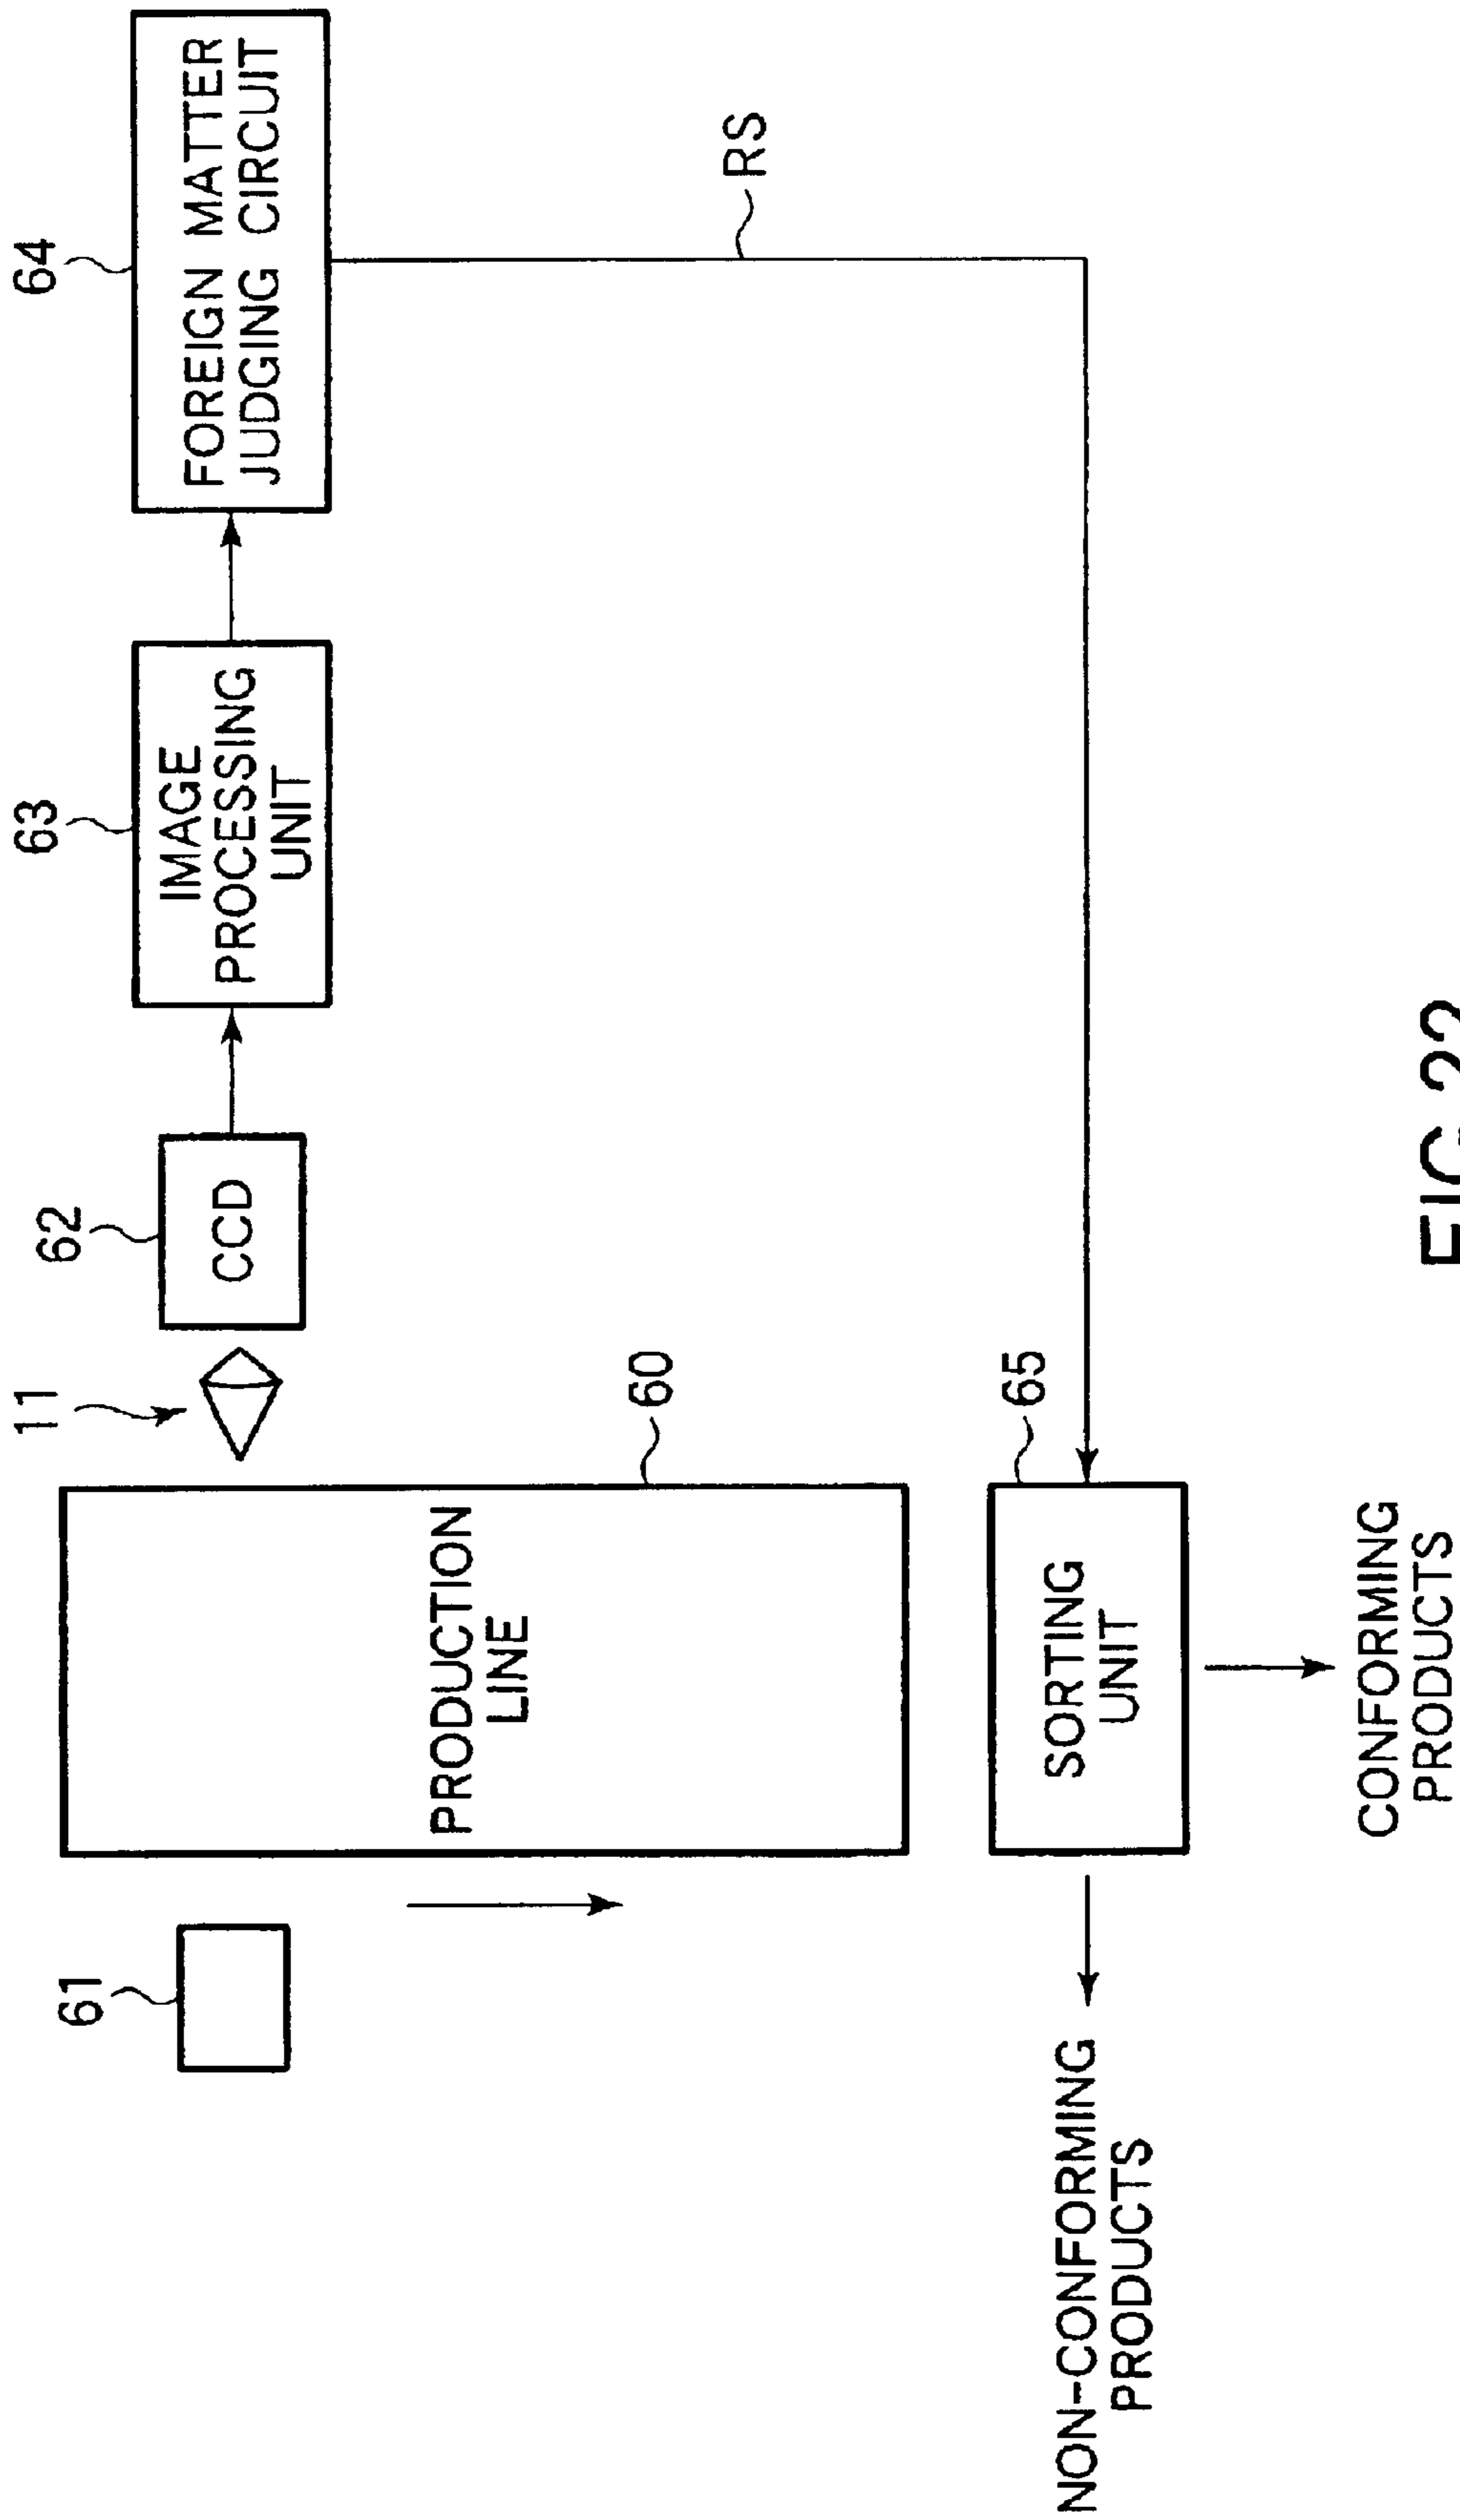 64
FOREIGN MATTER
JUDGING CIRCUIT
RS
63
IMAGE
PROCESSING
UNIT
62
CCD
11
60
PRODUCTION
LINE
65
SORTING
UNIT
61
CONFORMING
PRODUCTS
NON-CONFORMING
PRODUCTS